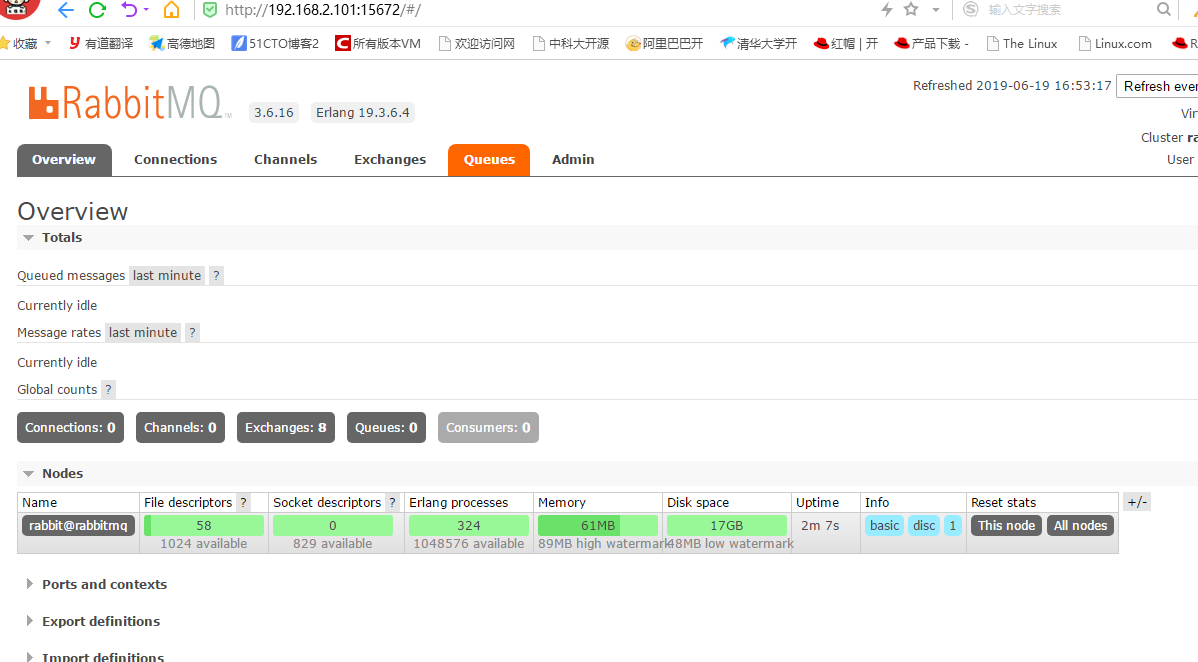 http://192.168.2.101:15672/#/
输入文字搜索
收藏 有道翻译 高德地图 51CTO博客2 所有版本VM 欢迎访问网 中科大开源 阿里巴巴开 清华大学开 红帽 | 开 产品下载 - The Linux Linux.com R
RabbitMQ TM 3.6.16 Erlang 19.3.6.4
Refreshed 2019-06-19 16:53:17 Refresh ever
Vir
Cluster ra
User
Overview Connections Channels Exchanges Queues Admin
Overview
Totals
Queued messages last minute ?
Currently idle
Message rates last minute ?
Currently idle
Global counts ?
Connections: 0 Channels: 0 Exchanges: 8 Queues: 0 Consumers: 0
Nodes
Name File descriptors ? Socket descriptors ? Erlang processes Memory Disk space Uptime Info Reset stats +/-
rabbit@rabbitmq 58 0 324 61MB 17GB 2m 7s basic disc 1 This node All nodes
1024 available 829 available 1048576 available 89MB high watermark 48MB low watermark
Ports and contexts
Export definitions
Import definitions